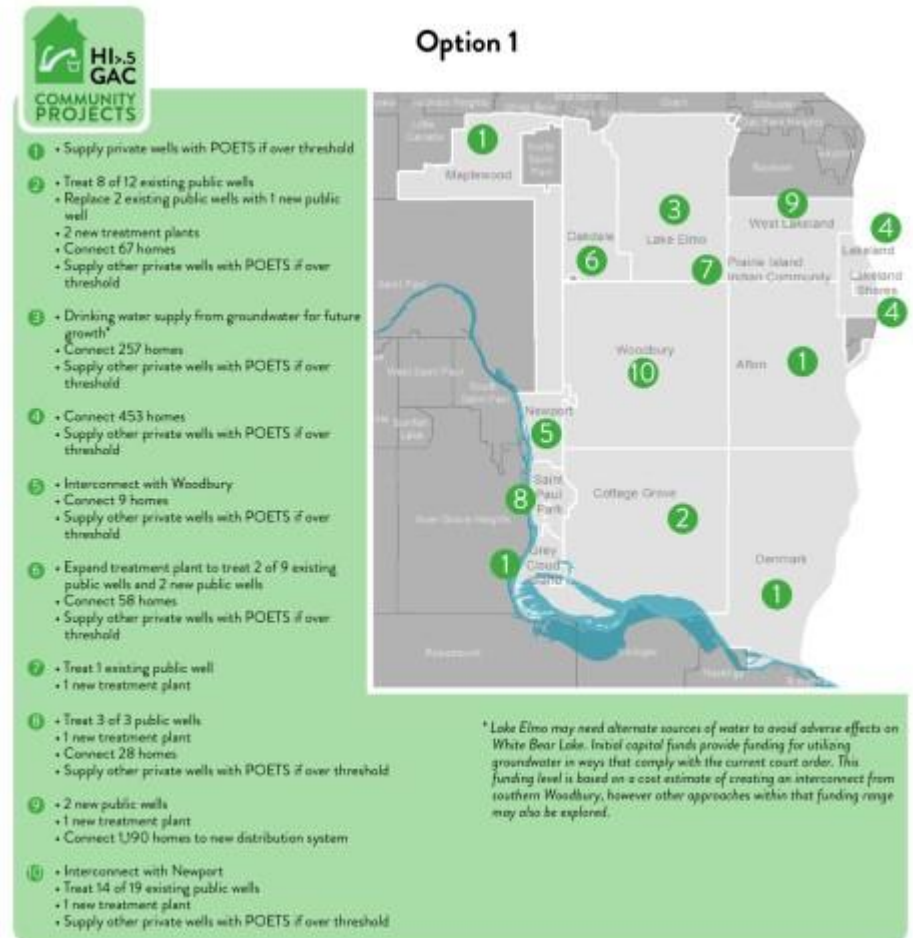 Option 1
HI>.5
GAC
COMMUNITY
PROJECTS
1 • Supply private wells with POETS if over threshold
2 • Treat 8 of 12 existing public wells
• Replace 2 existing public wells with 1 new public
well
• 2 new treatment plants
• Connect 67 homes
• Supply other private wells with POETS if over
threshold
3 • Drinking water supply from groundwater for future
growth*
• Connect 257 homes
• Supply other private wells with POETS if over
threshold
4 • Connect 453 homes
• Supply other private wells with POETS if over
threshold
5 • Interconnect with Woodbury
• Connect 9 homes
• Supply other private wells with POETS if over
threshold
6 • Expand treatment plant to treat 2 of 9 existing
public wells and 2 new public wells
• Connect 58 homes
• Supply other private wells with POETS if over
threshold
7 • Treat 1 existing public well
• 1 new treatment plant
8 • Treat 3 of 3 public wells
• 1 new treatment plant
• Connect 28 homes
• Supply other private wells with POETS if over threshold
9 • 2 new public wells
• 1 new treatment plant
• Connect 1,190 homes to new distribution system
10 • Interconnect with Newport
• Treat 14 of 19 existing public wells
• 1 new treatment plant
• Supply other private wells with POETS if over threshold
1
Maplewood
3
Lake Elmo
Oakdale
6
7
Prairie Island
Indian Community
9
West Lakeland
4
Lakeland
Lakeland
Shores
4
Woodbury
10
Afton
1
West Saint Paul
Newport
5
8
Saint
Paul
Park
Cottage Grove
2
1
Grey
Cloud
Island
Denmark
1
* Lake Elmo may need alternate sources of water to avoid adverse effects on
White Bear Lake. Initial capital funds provide funding for utilizing
groundwater in ways that comply with the current court order. This
funding level is based on a cost estimate of creating an interconnect from
southern Woodbury, however other approaches within that funding range
may also be explored.